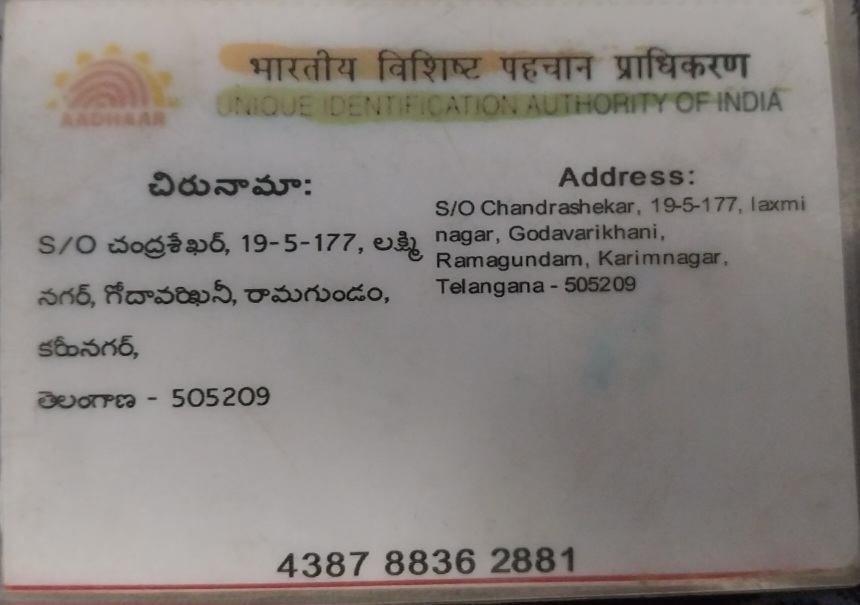 भारतीय विशिष्ट पहचान प्राधिकरण
UNIQUE IDENTIFICATION AUTHORITY OF INDIA
AADHAAR
చిరునామా:
S/O చంద్రశేఖర్, 19-5-177, లక్ష్మి
నగర్, గోదావరిఖని, రామగుండం,
కరీంనగర్,
తెలంగాణ - 505209
Address:
S/O Chandrashekar, 19-5-177, laxmi
nagar, Godavarikhani,
Ramagundam, Karimnagar,
Telangana - 505209
4387 8836 2881